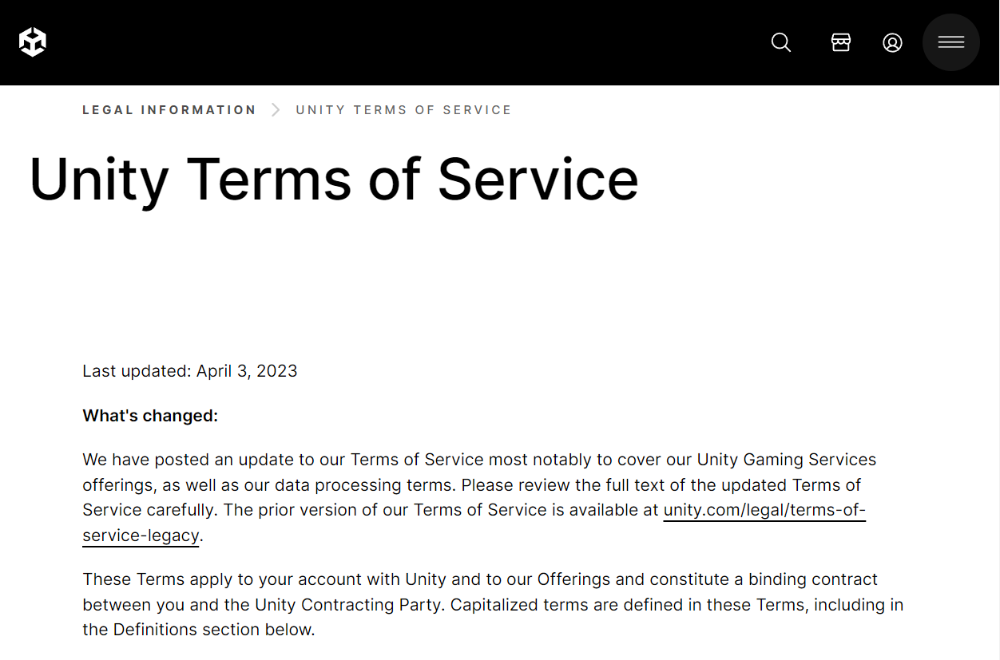 LEGAL INFORMATION
UNITY TERMS OF SERVICE
Unity Terms of Service
Last updated: April 3, 2023
What's changed:
We have posted an update to our Terms of Service most notably to cover our Unity Gaming Services
offerings, as well as our data processing terms. Please review the full text of the updated Terms of
Service carefully. The prior version of our Terms of Service is available at unity.com/legal/terms-of-
service-legacy.
These Terms apply to your account with Unity and to our Offerings and constitute a binding contract
between you and the Unity Contracting Party. Capitalized terms are defined in these Terms, including in
the Definitions section below.